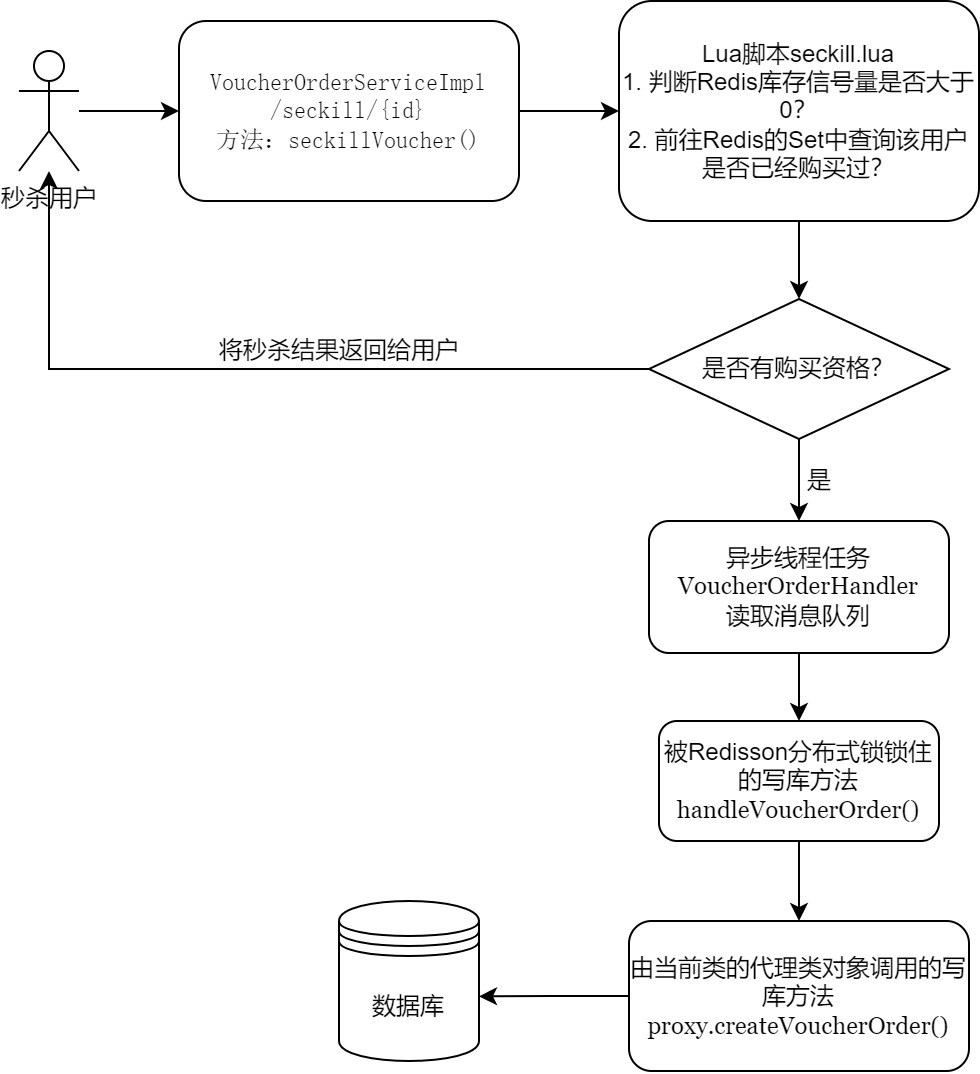 秒杀用户
VoucherOrderServiceImpl
/seckill/{id}
方法：seckillVoucher()
Lua脚本seckill.lua
1. 判断Redis库存信号量是否大于
0?
2. 前往Redis的Set中查询该用户
是否已经购买过?
将秒杀结果返回给用户
是否有购买资格?
是
异步线程任务
VoucherOrderHandler
读取消息队列
被Redisson分布式锁锁住
的写库方法
handleVoucherOrder()
由当前类的代理类对象调用的写
库方法
proxy.createVoucherOrder()
数据库